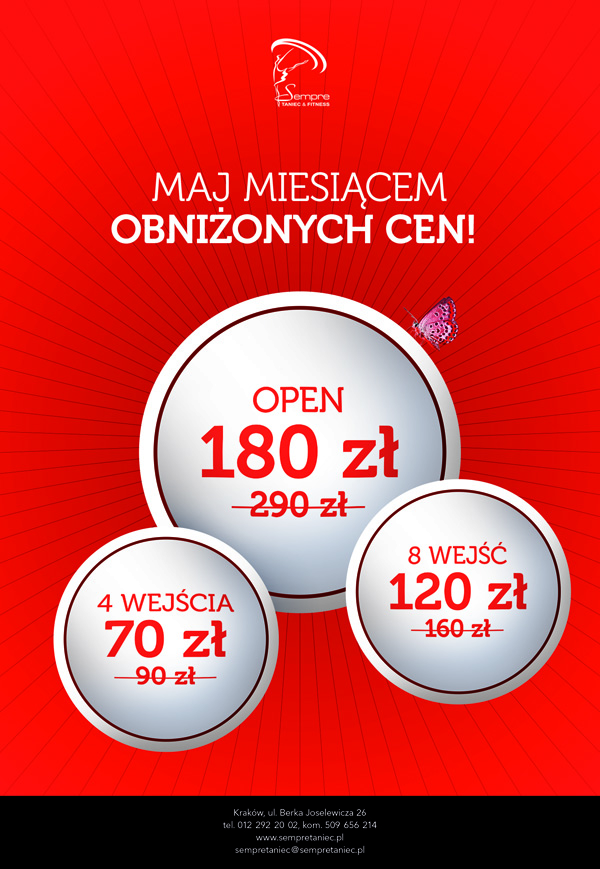 Sempre
TANIEC & FITNESS
MAJ MIESIĄCEM
OBNIŻONYCH CEN!
OPEN
180 zł
290 zł
8 WEJŚĆ
120 zł
160 zł
4 WEJŚCIA
70 zł
90 zł
Kraków, ul. Berka Joselewicza 26
tel. 012 292 20 02, kom. 509 656 214
www.sempretaniec.pl
sempretaniec@sempretaniec.pl